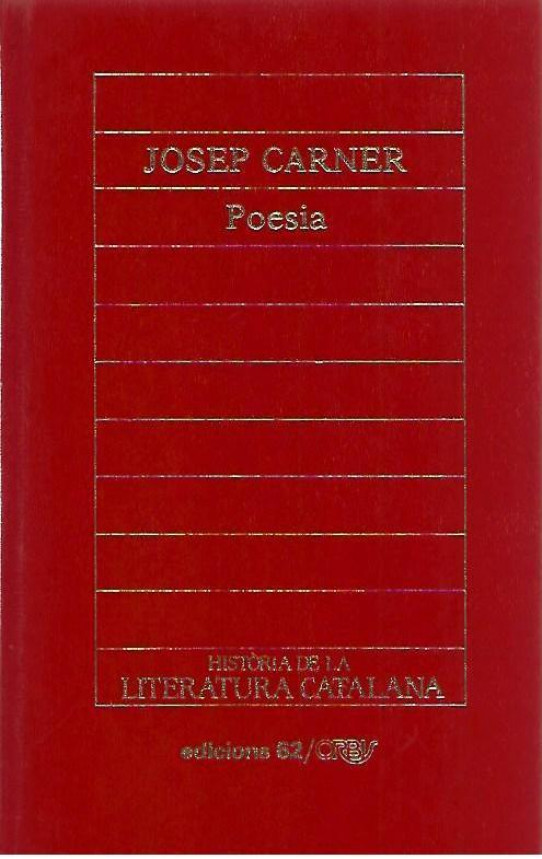 JOSEP CARNER
Poesia
HISTÒRIA DE LA
LITERATURA CATALANA
edicions 62/ORBIS